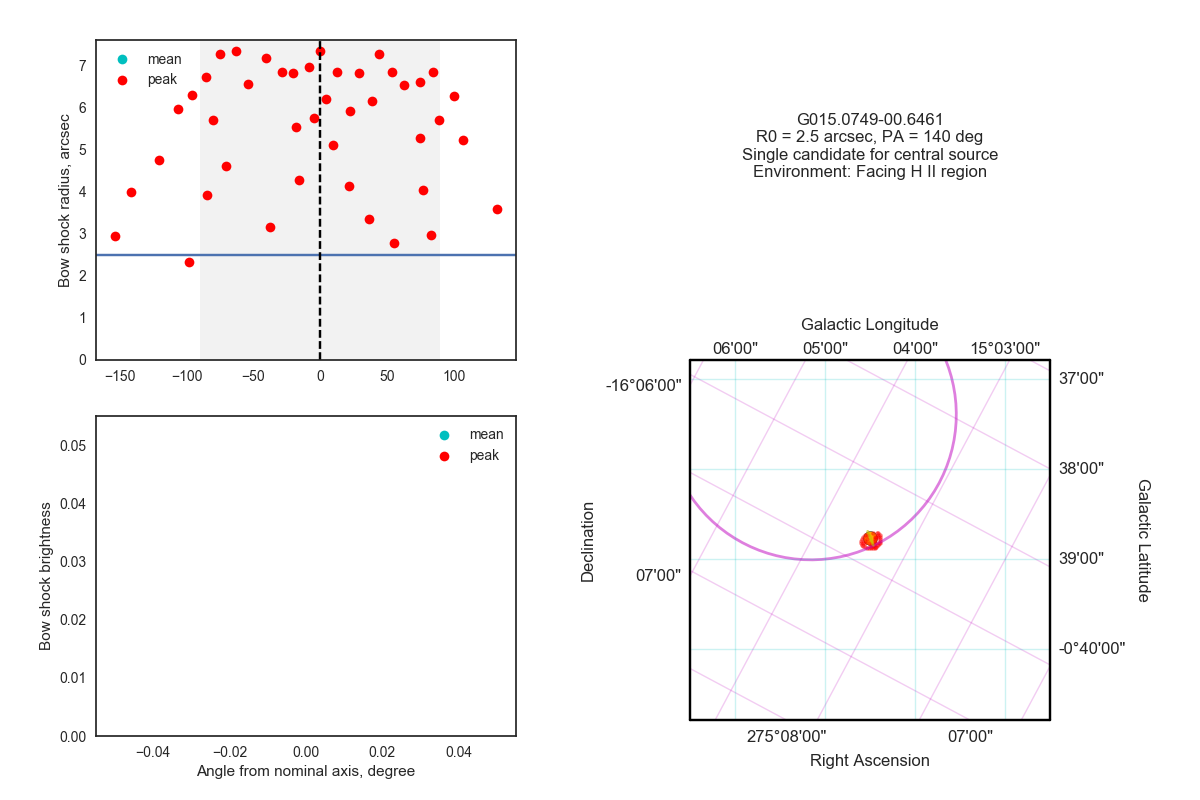 mean
peak
7
6
5
4
3
2
1
0
Bow shock radius, arcsec
−150
−100
−50
0
50
100
G015.0749-00.6461
R0 = 2.5 arcsec, PA = 140 deg
Single candidate for central source
Environment: Facing H II region
mean
peak
0.05
0.04
0.03
0.02
0.01
0.00
Bow shock brightness
−0.04
−0.02
0.00
0.02
0.04
Angle from nominal axis, degree
Galactic Longitude
06'00"
05'00"
04'00"
15°03'00"
-16°06'00"
07'00"
Declination
37'00"
38'00"
39'00"
-0°40'00"
Galactic Latitude
275°08'00"
07'00"
Right Ascension